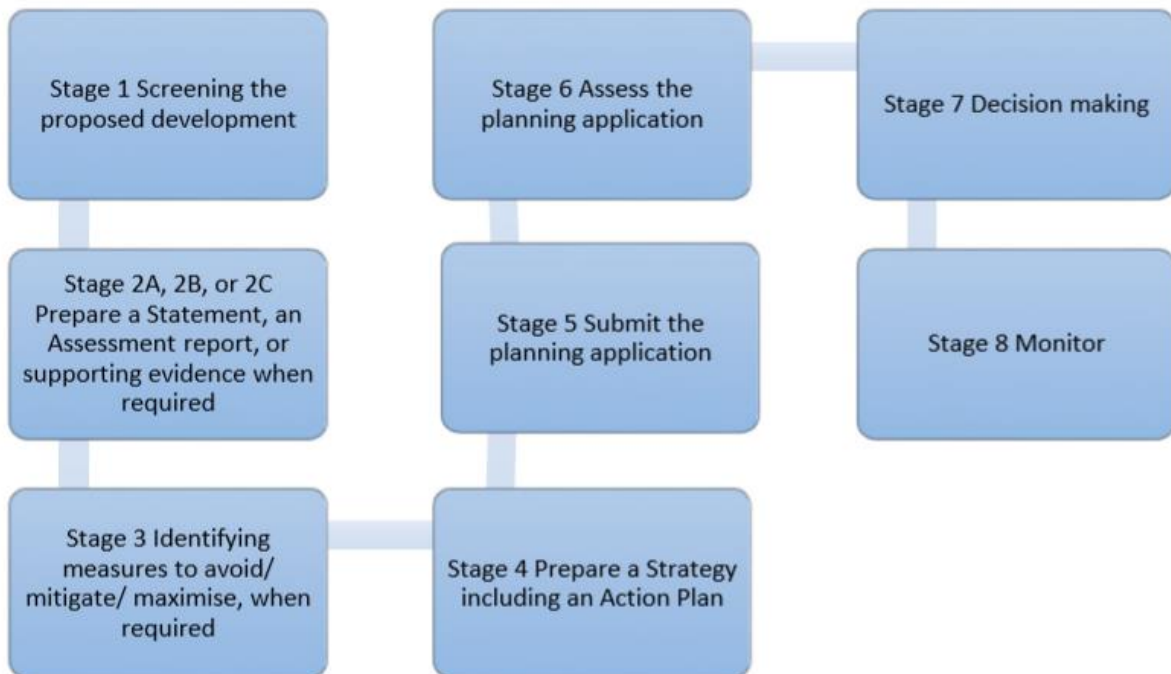 Stage 1 Screening the
proposed development
Stage 2A, 2B, or 2C
Prepare a Statement, an
Assessment report, or
supporting evidence when
required
Stage 3 Identifying
measures to avoid/
mitigate/ maximise, when
required
Stage 4 Prepare a Strategy
including an Action Plan
Stage 5 Submit the
planning application
Stage 6 Assess the
planning application
Stage 7 Decision making
Stage 8 Monitor